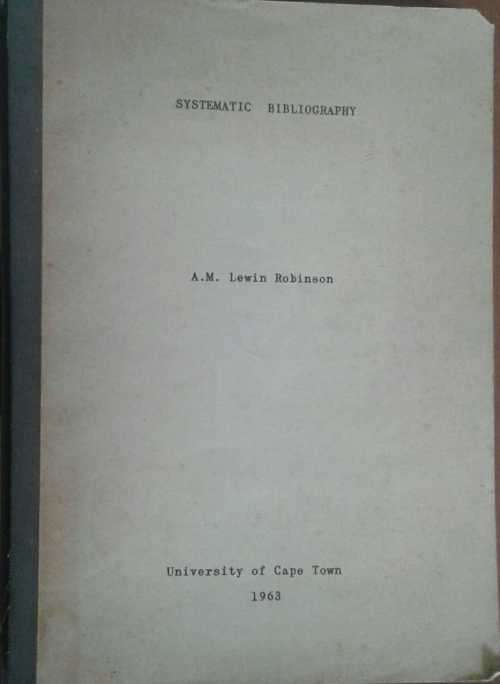 SYSTEMATIC BIBLIOGRAPHY
A.M. Lewin Robinson
University of Cape Town
1963